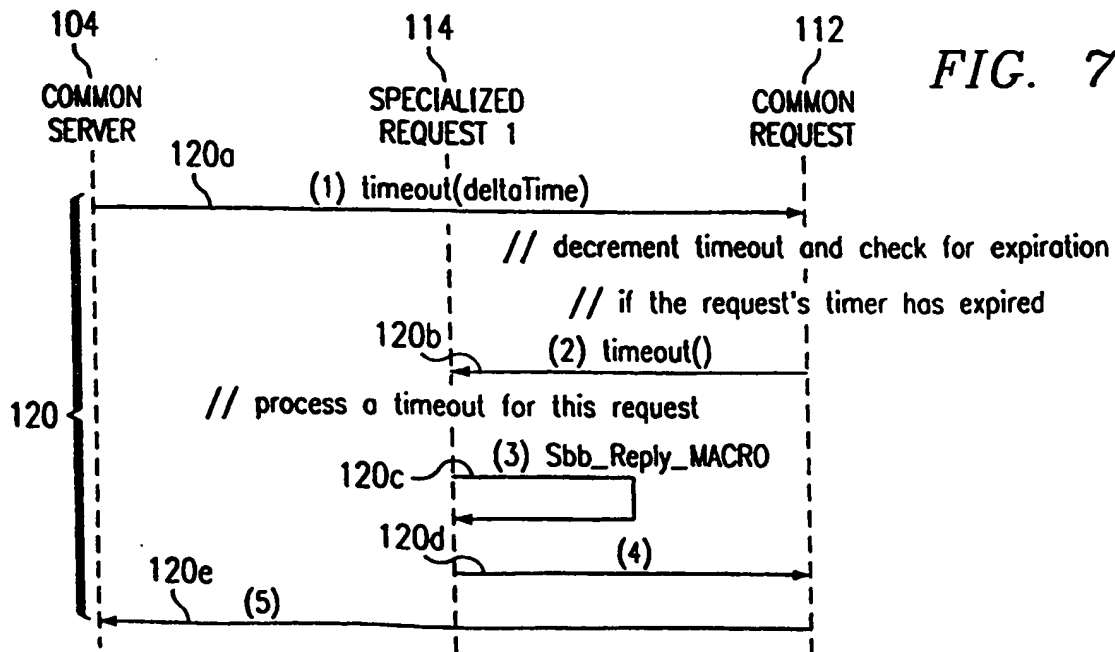 104
114
112
FIG. 7
COMMON
SERVER
SPECIALIZED
REQUEST 1
COMMON
REQUEST
120a
(1) timeout(deltaTime)
// decrement timeout and check for expiration
// if the request's timer has expired
120b
(2) timeout()
120
// process a timeout for this request
120c
(3) Sbb_Reply_MACRO
120d
(4)
120e
(5)